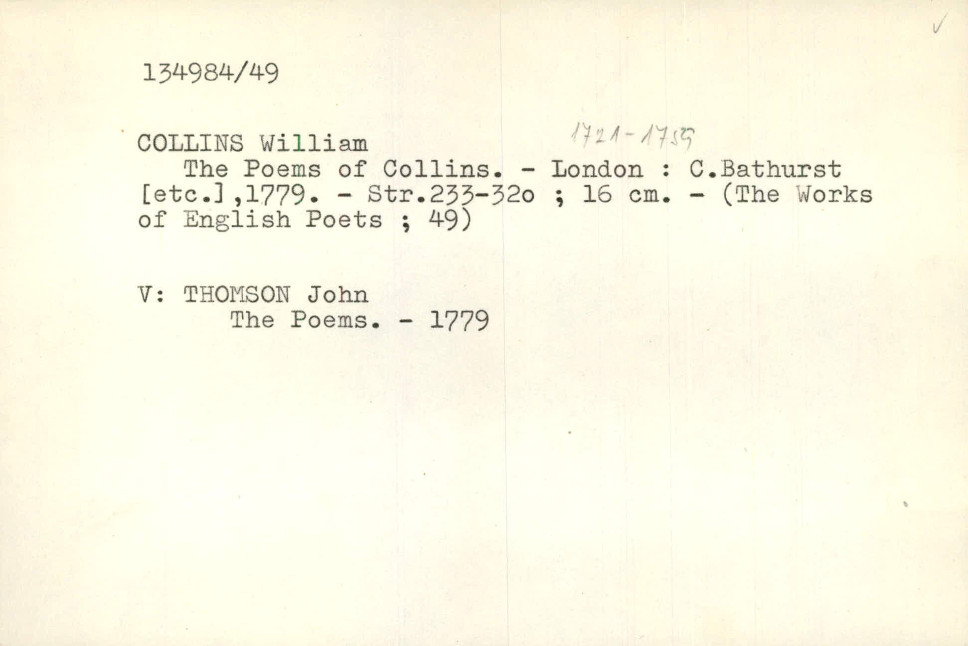 134984/49
COLLINS William 1721-1759
The Poems of Collins. - London : C.Bathurst
[etc.],1779. - Str.233-32o ; 16 cm. - (The Works
of English Poets ; 49)
V: THOMSON John
The Poems. - 1779